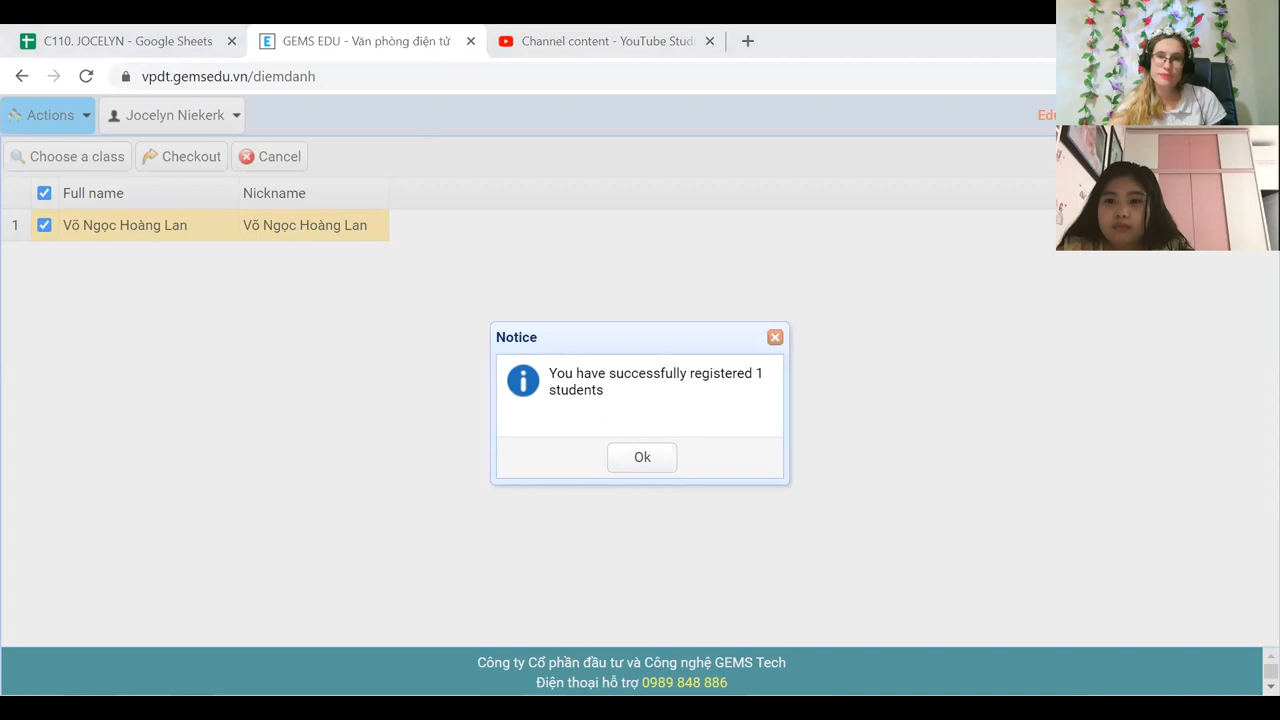 C110. JOCELYN - Google Sheets
GEMS EDU - Văn phòng điện tử
Channel content - YouTube Stud
vpdt.gemsedu.vn/diemdanh
Actions
Jocelyn Niekerk
Edu
Choose a class
Checkout
Cancel
Full name Nickname
1 Võ Ngọc Hoàng Lan Võ Ngọc Hoàng Lan
Notice
You have successfully registered 1
students
Ok
Công ty Cổ phần đầu tư và Công nghệ GEMS Tech
Điện thoại hỗ trợ 0989 848 886